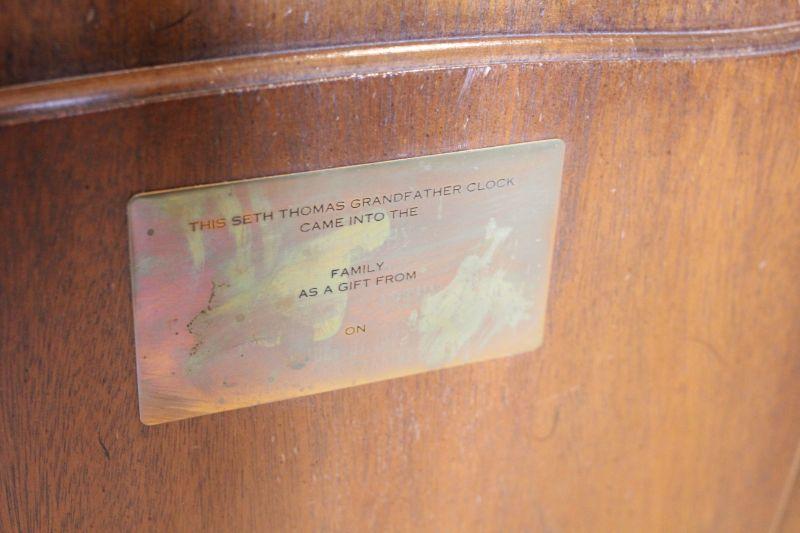 THIS SETH THOMAS GRANDFATHER CLOCK
CAME INTO THE
FAMILY
AS A GIFT FROM
ON